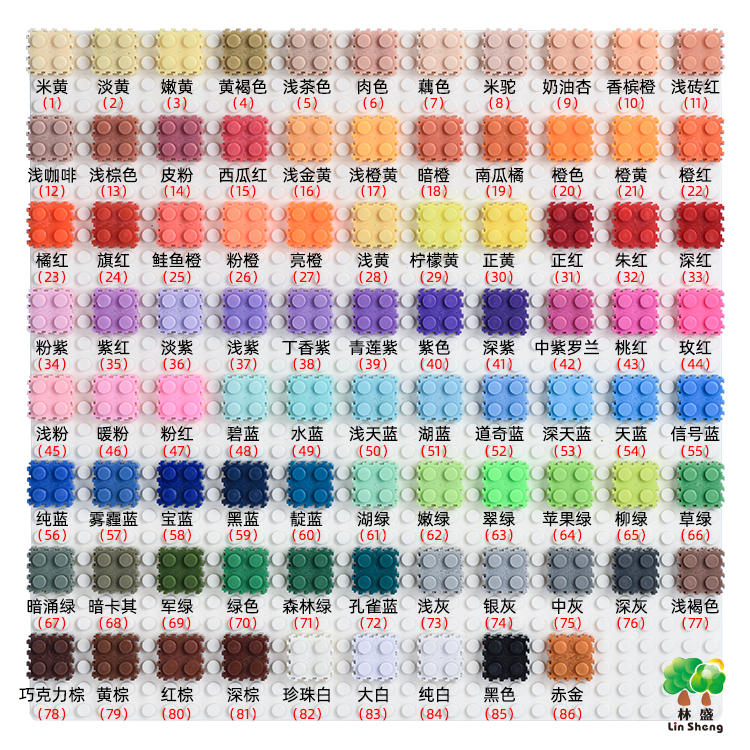 米黄 淡黄 嫩黄 黄褐色 浅茶色 肉色 藕色 米驼 奶油杏 香槟橙 浅砖红
(1) (2) (3) (4) (5) (6) (7) (8) (9) (10) (11)
浅咖啡 浅棕色 皮粉 西瓜红 浅金黄 浅橙黄 暗橙 南瓜橘 橙色 橙黄 橙红
(12) (13) (14) (15) (16) (17) (18) (19) (20) (21) (22)
橘红 旗红 鲑鱼橙 粉橙 亮橙 浅黄 柠檬黄 正黄 正红 朱红 深红
(23) (24) (25) (26) (27) (28) (29) (30) (31) (32) (33)
粉紫 紫红 淡紫 浅紫 丁香紫 青莲紫 紫色 深紫 中紫罗兰 桃红 玫红
(34) (35) (36) (37) (38) (39) (40) (41) (42) (43) (44)
浅粉 暖粉 粉红 碧蓝 水蓝 浅天蓝 湖蓝 道奇蓝 深天蓝 天蓝 信号蓝
(45) (46) (47) (48) (49) (50) (51) (52) (53) (54) (55)
纯蓝 雾霾蓝 宝蓝 黑蓝 靛蓝 湖绿 嫩绿 翠绿 苹果绿 柳绿 草绿
(56) (57) (58) (59) (60) (61) (62) (63) (64) (65) (66)
暗涌绿 暗卡其 军绿 绿色 森林绿 孔雀蓝 浅灰 银灰 中灰 深灰 浅褐色
(67) (68) (69) (70) (71) (72) (73) (74) (75) (76) (77)
巧克力棕 黄棕 红棕 深棕 珍珠白 大白 纯白 黑色 赤金
(78) (79) (80) (81) (82) (83) (84) (85) (86)
林盛
Lin Sheng